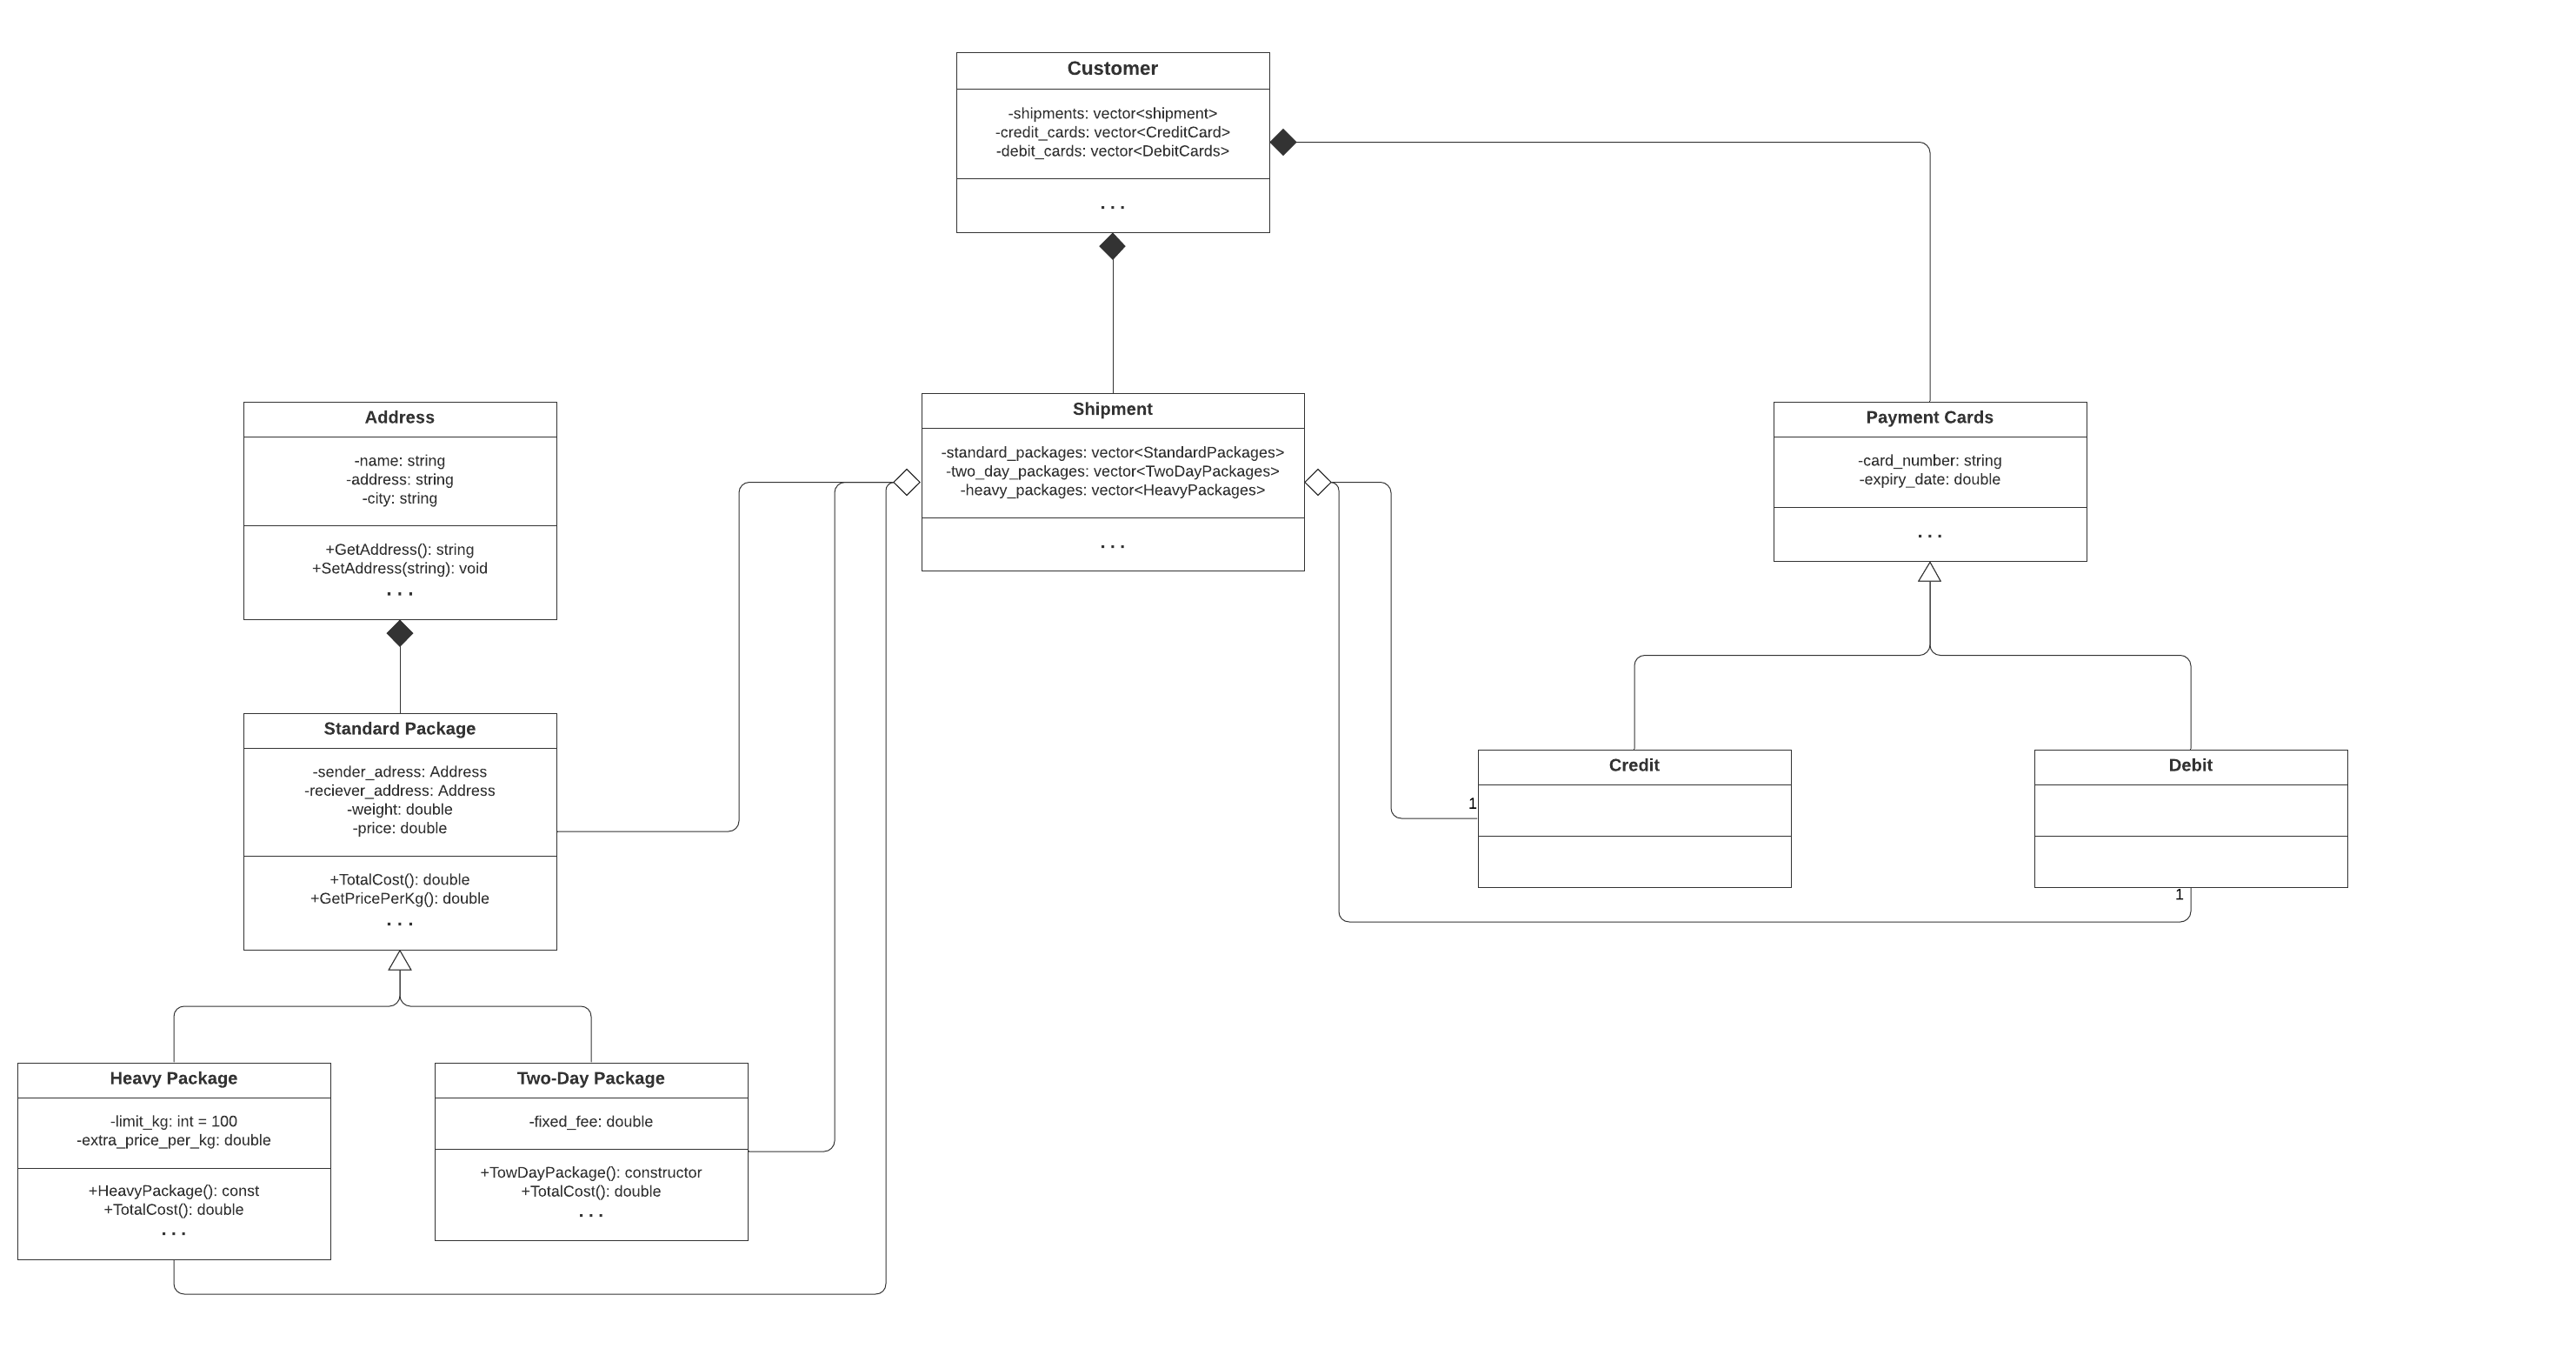 Customer
-shipments: vector<shipment>
-credit_cards: vector<CreditCard>
-debit_cards: vector<DebitCards>
. . .
Address
-name: string
-address: string
-city: string
+GetAddress(): string
+SetAddress(string): void
. . .
Shipment
-standard_packages: vector<StandardPackages>
-two_day_packages: vector<TwoDayPackages>
-heavy_packages: vector<HeavyPackages>
. . .
Payment Cards
-card_number: string
-expiry_date: double
. . .
Standard Package
-sender_adress: Address
-reciever_address: Address
-weight: double
-price: double
+TotalCost(): double
+GetPricePerKg(): double
. . .
Credit
1
Debit
1
Heavy Package
-limit_kg: int = 100
-extra_price_per_kg: double
+HeavyPackage(): const
+TotalCost(): double
. . .
Two-Day Package
-fixed_fee: double
+TowDayPackage(): constructor
+TotalCost(): double
. . .